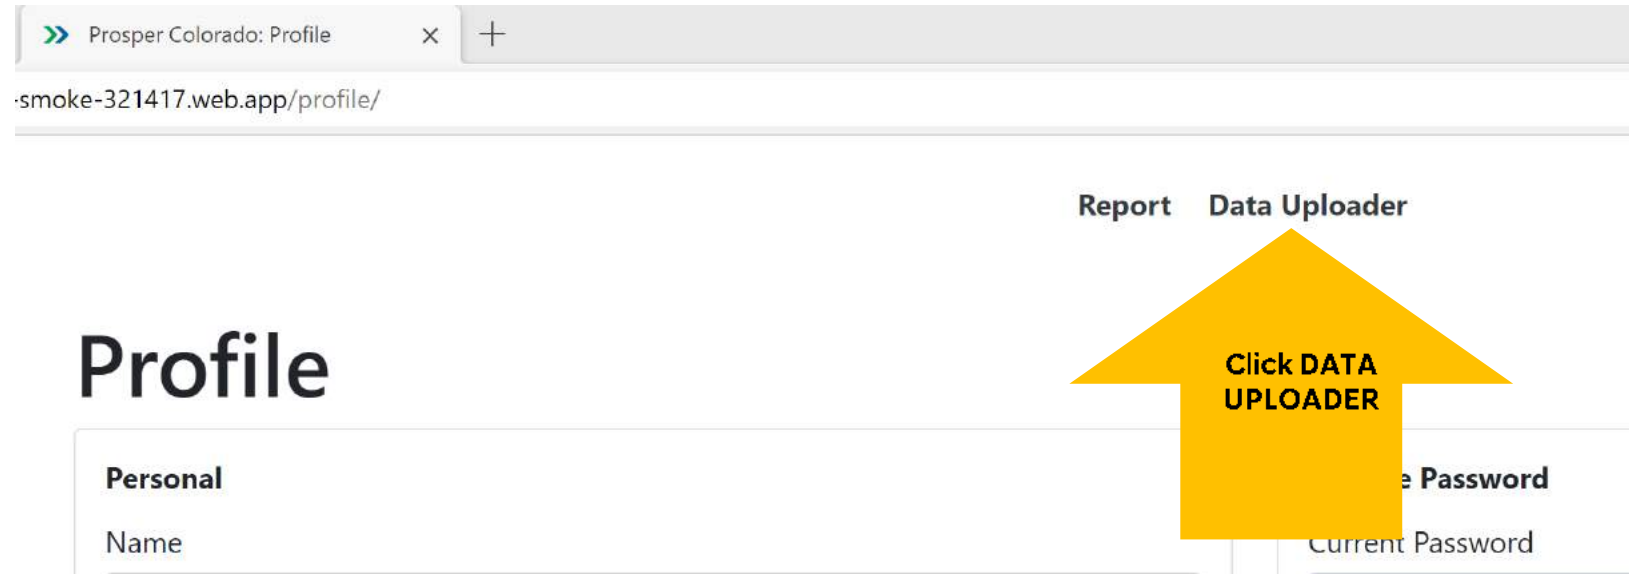 Prosper Colorado: Profile
-smoke-321417.web.app/profile/
Report Data Uploader
Click DATA
UPLOADER
Profile
Personal
Password
Name
Current Password